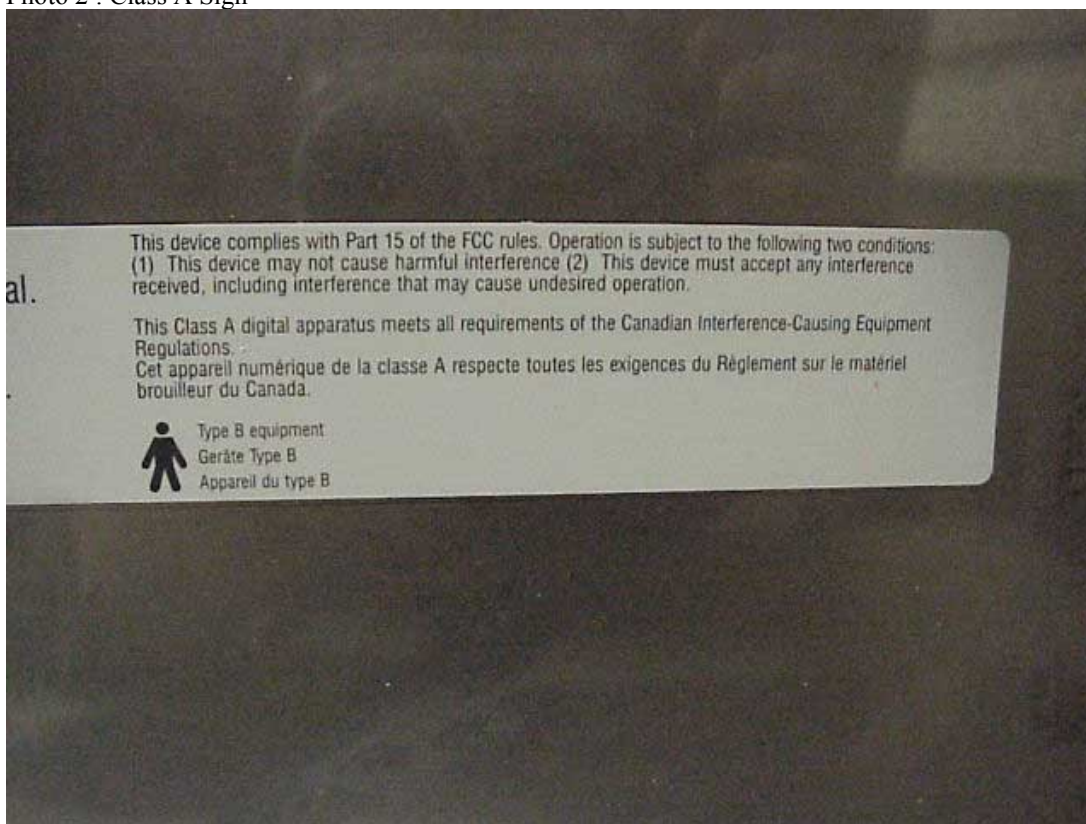 Photo 2 : Class A Sign
This device complies with Part 15 of the FCC rules. Operation is subject to the following two conditions:
(1) This device may not cause harmful interference (2) This device must accept any interference
received, including interference that may cause undesired operation.
al.
This Class A digital apparatus meets all requirements of the Canadian Interference-Causing Equipment
Regulations.
Cet appareil numérique de la classe A respecte toutes les exigences du Règlement sur le matériel
brouilleur du Canada.
.
Type B equipment
Geräte Type B
Appareil du type B